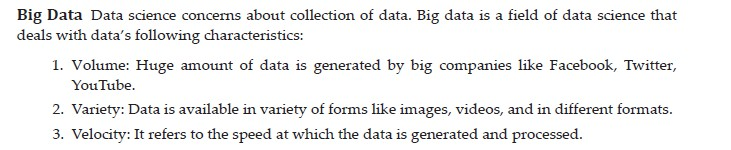 Big Data Data science concerns about collection of data. Big data is a field of data science that
deals with data's following characteristics:
1. Volume: Huge amount of data is generated by big companies like Facebook, Twitter,
YouTube.
2. Variety: Data is available in variety of forms like images, videos, and in different formats.
3. Velocity: It refers to the speed at which the data is generated and processed.